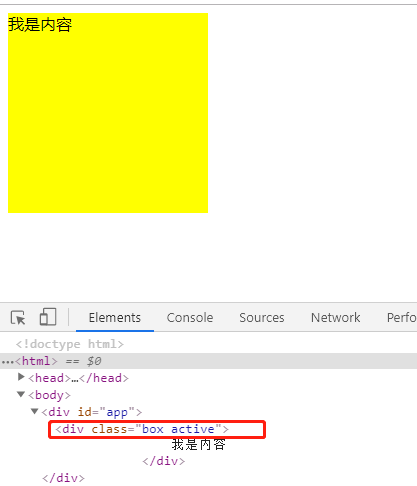 我是内容
Elements Console Sources Network Perfo
<!doctype html>
...<html> == $0
<head>…</head>
<body>
<div id="app">
<div class="box active">
我是内容
</div>
</div>